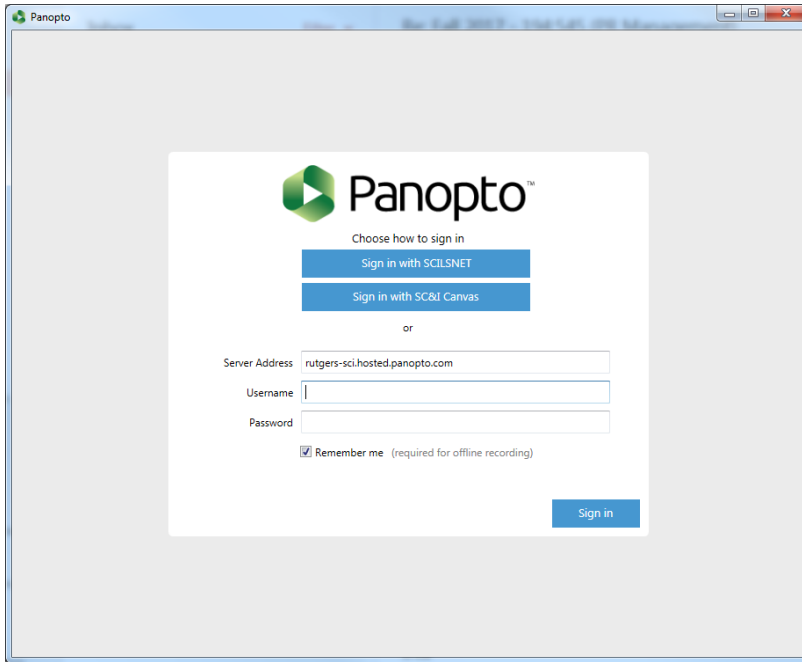 Panopto
Panopto™
Choose how to sign in
Sign in with SCILSNET
Sign in with SC&I Canvas
or
Server Address rutgers-sci.hosted.panopto.com
Username
Password
Remember me (required for offline recording)
Sign in